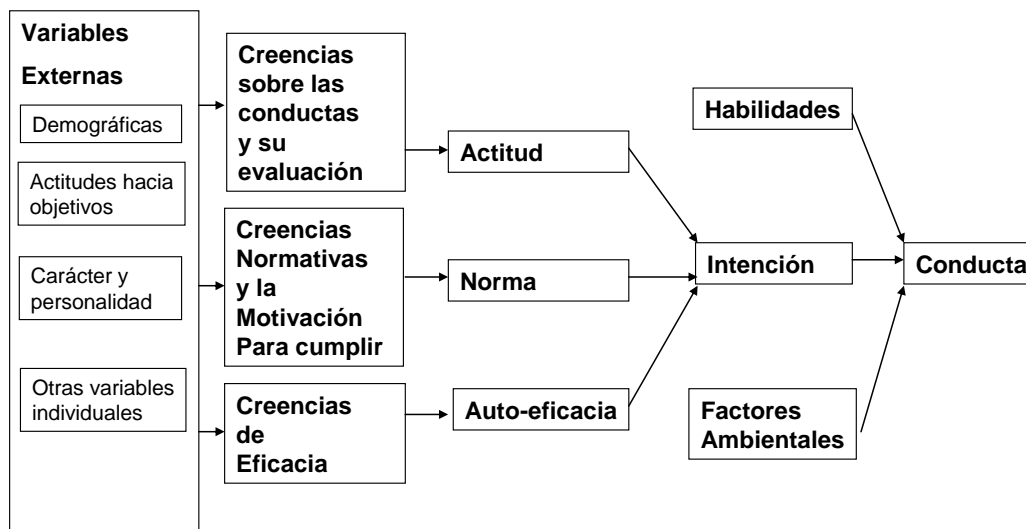 Variables
Externas
Demográficas
Actitudes hacia
objetivos
Carácter y
personalidad
Otras variables
individuales
Creencias
sobre las
conductas
y su
evaluación
Creencias
Normativas
y la
Motivación
Para cumplir
Creencias
de
Eficacia
Actitud
Norma
Auto-eficacia
Habilidades
Intención
Factores
Ambientales
Conducta